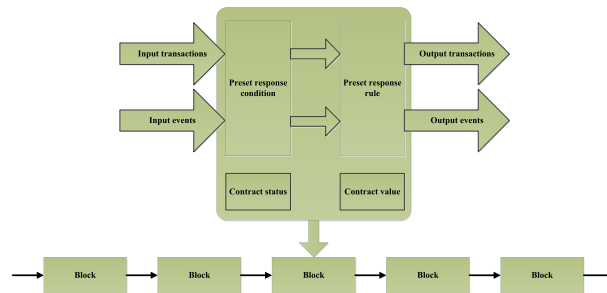 Input transactions
Output transactions
Preset response
condition
Preset response
rule
Input events
Output events
Contract status
Contract value
Block
Block
Block
Block
Block